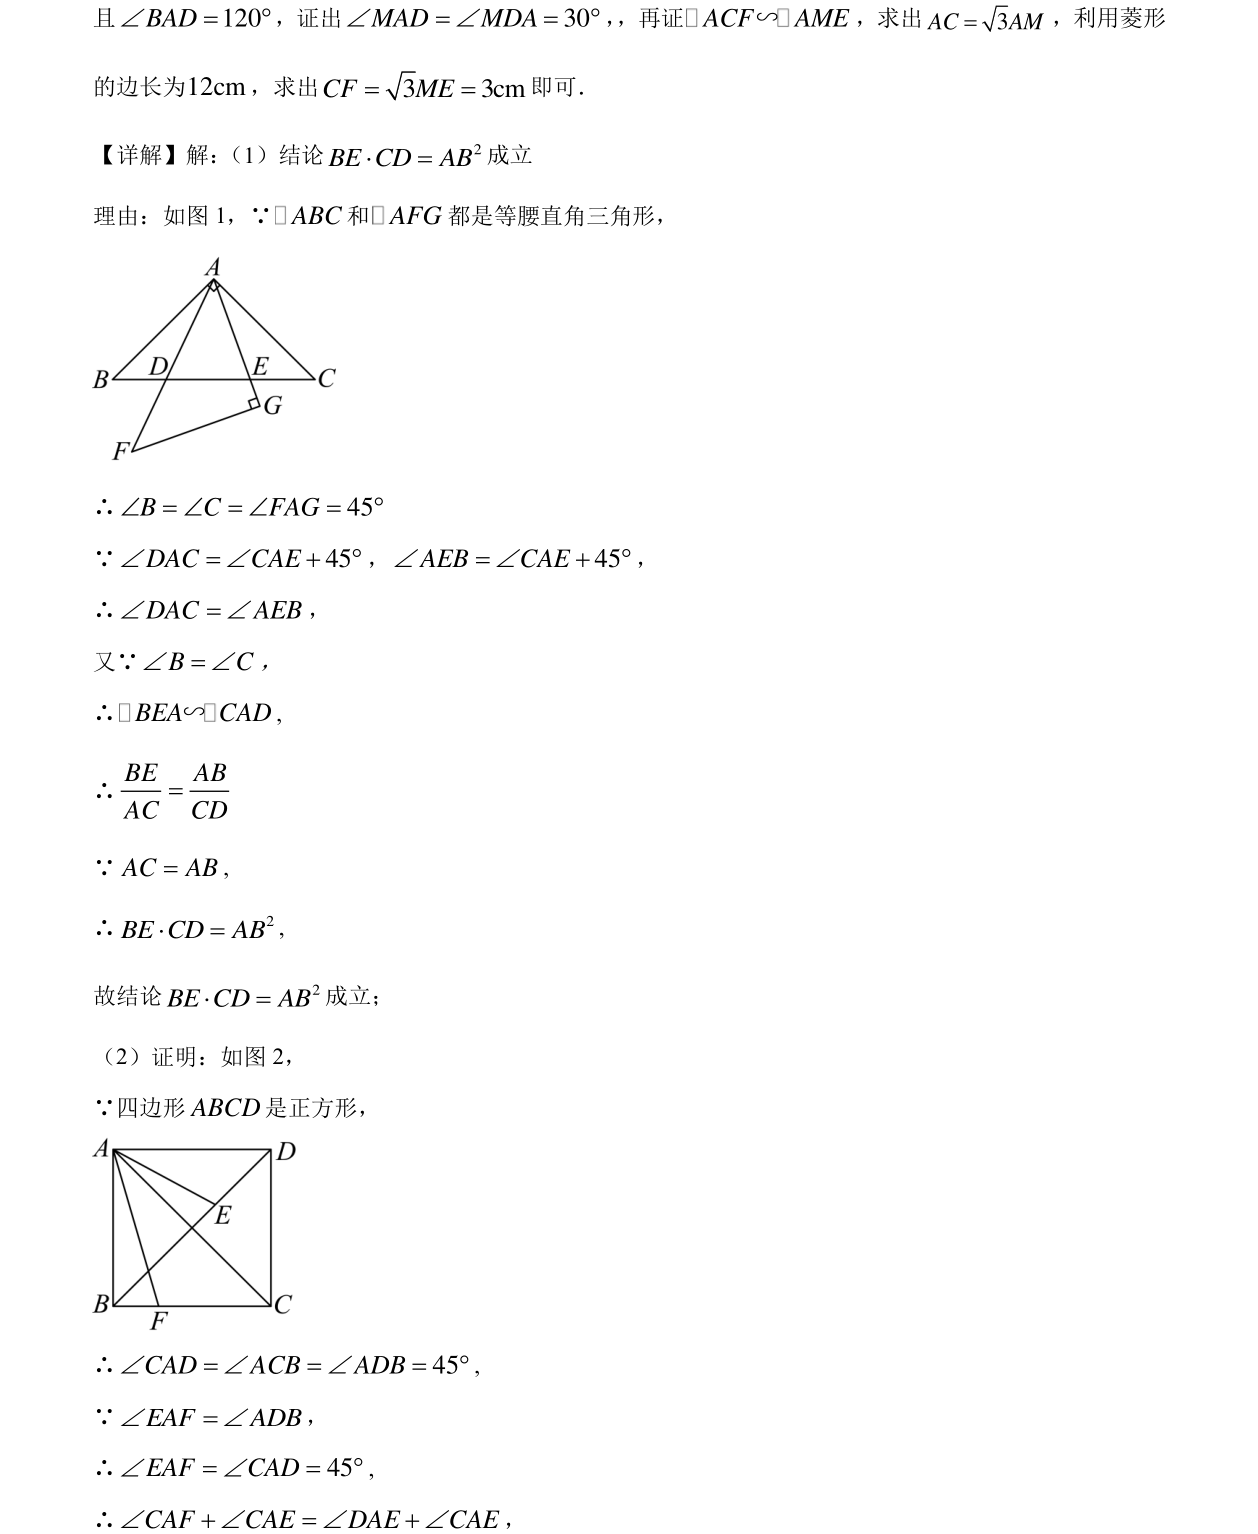 且∠BAD=120°，证出∠MAD=∠MDA=30°，，再证□ACF∽□AME，求出AC=√3AM，利用菱形
的边长为12cm，求出CF=√3ME=3cm即可．
【详解】解：（1）结论BE·CD=AB²成立
理由：如图1，∵□ABC和□AFG都是等腰直角三角形，
A
B D E C
G
F
∴∠B=∠C=∠FAG=45°
∵∠DAC=∠CAE+45°，∠AEB=∠CAE+45°，
∴∠DAC=∠AEB，
又∵∠B=∠C，
∴□BEA∽□CAD，
∴BE/AC=AB/CD
∵AC=AB，
∴BE·CD=AB²，
故结论BE·CD=AB²成立；
（2）证明：如图2，
∵四边形ABCD是正方形，
A D
E
B C
F
∴∠CAD=∠ACB=∠ADB=45°，
∵∠EAF=∠ADB，
∴∠EAF=∠CAD=45°，
∴∠CAF+∠CAE=∠DAE+∠CAE，